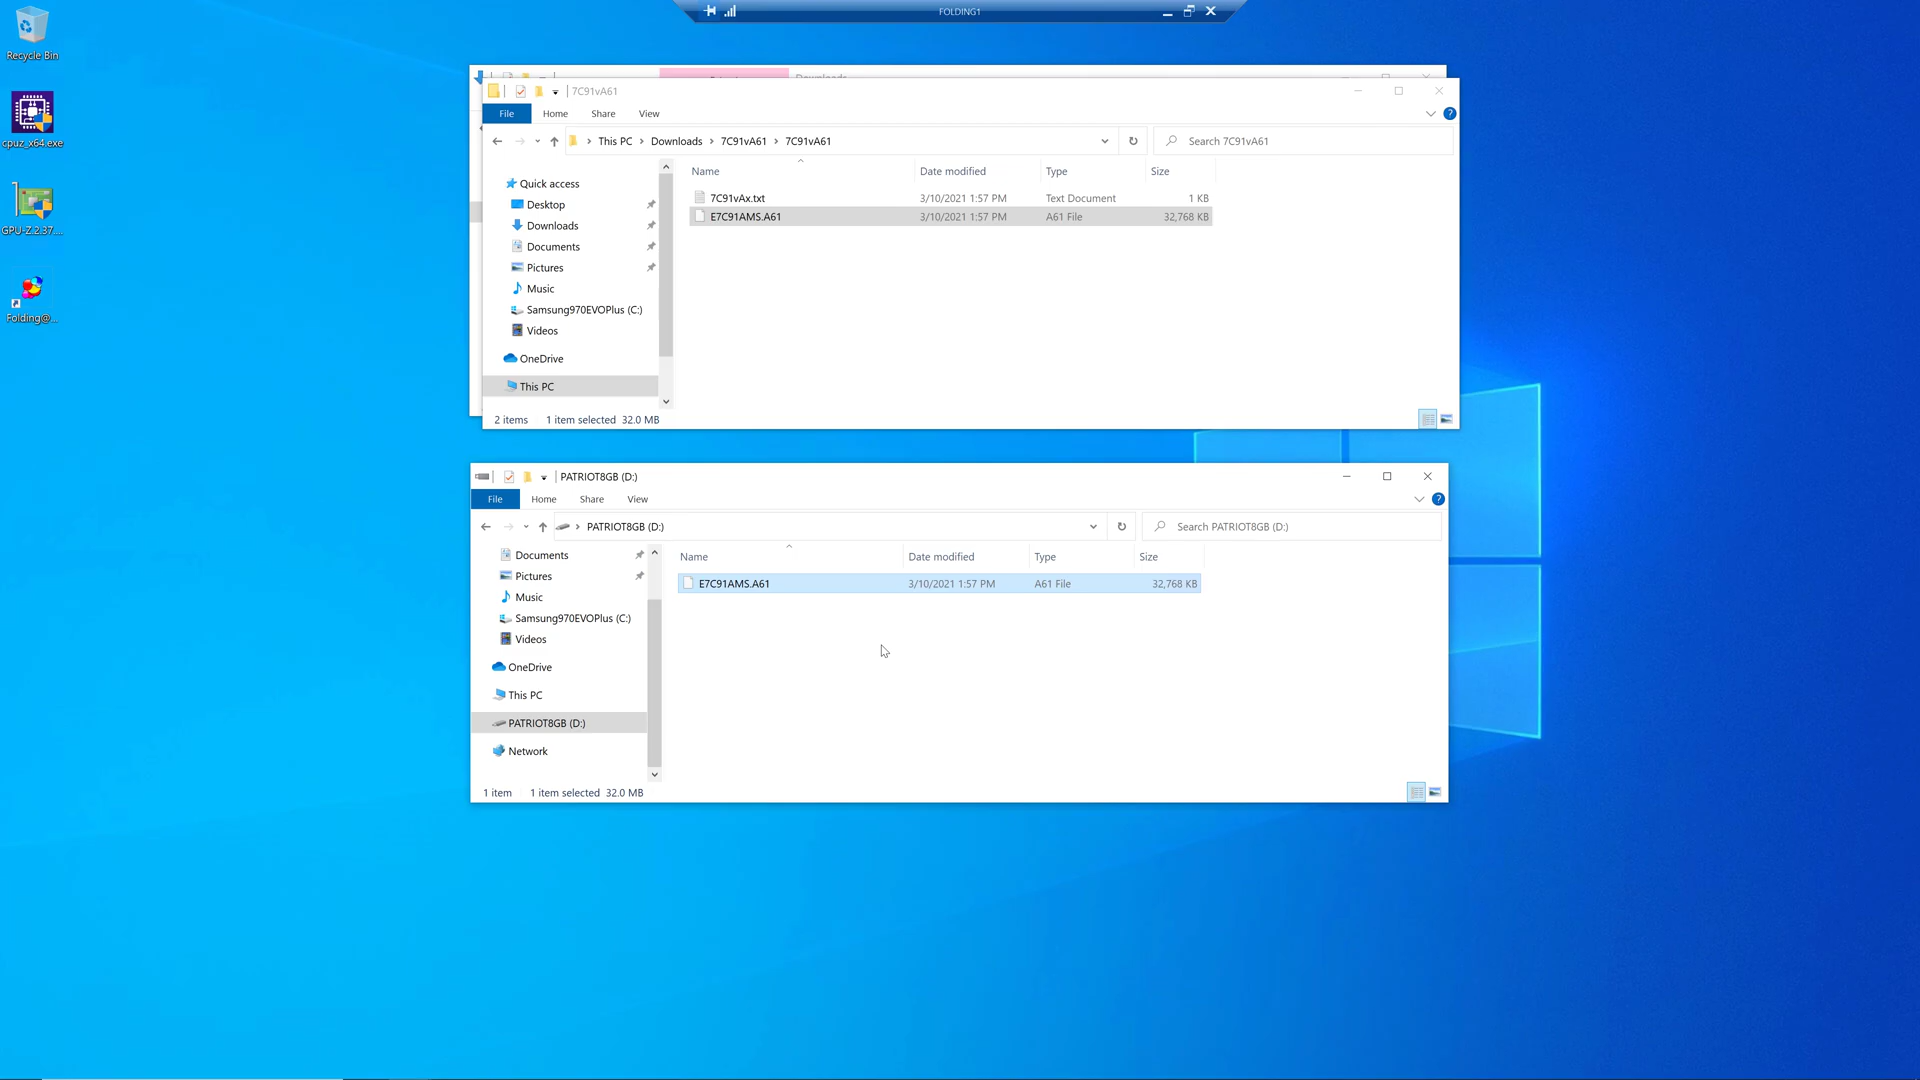 FOLDING1
Recycle Bin
cpuz_x64.exe
GPU-Z.2.37....
Folding@...
Downloads
7C91vA61
File Home Share View
This PC Downloads 7C91vA61 7C91vA61
Search 7C91vA61
Name Date modified Type Size
7C91vAx.txt 3/10/2021 1:57 PM Text Document 1 KB
E7C91AMS.A61 3/10/2021 1:57 PM A61 File 32,768 KB
Quick access
Desktop
Downloads
Documents
Pictures
Music
Samsung970EVOPlus (C:)
Videos
OneDrive
This PC
2 items 1 item selected 32.0 MB
PATRIOT8GB (D:)
File Home Share View
PATRIOT8GB (D:)
Search PATRIOT8GB (D:)
Name Date modified Type Size
E7C91AMS.A61 3/10/2021 1:57 PM A61 File 32,768 KB
Documents
Pictures
Music
Samsung970EVOPlus (C:)
Videos
OneDrive
This PC
PATRIOT8GB (D:)
Network
1 item 1 item selected 32.0 MB